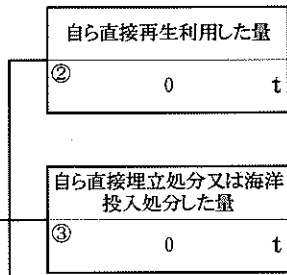 自ら直接再生利用した量
② 0 t
自ら直接埋立処分又は海洋
投入処分した量
③ 0 t